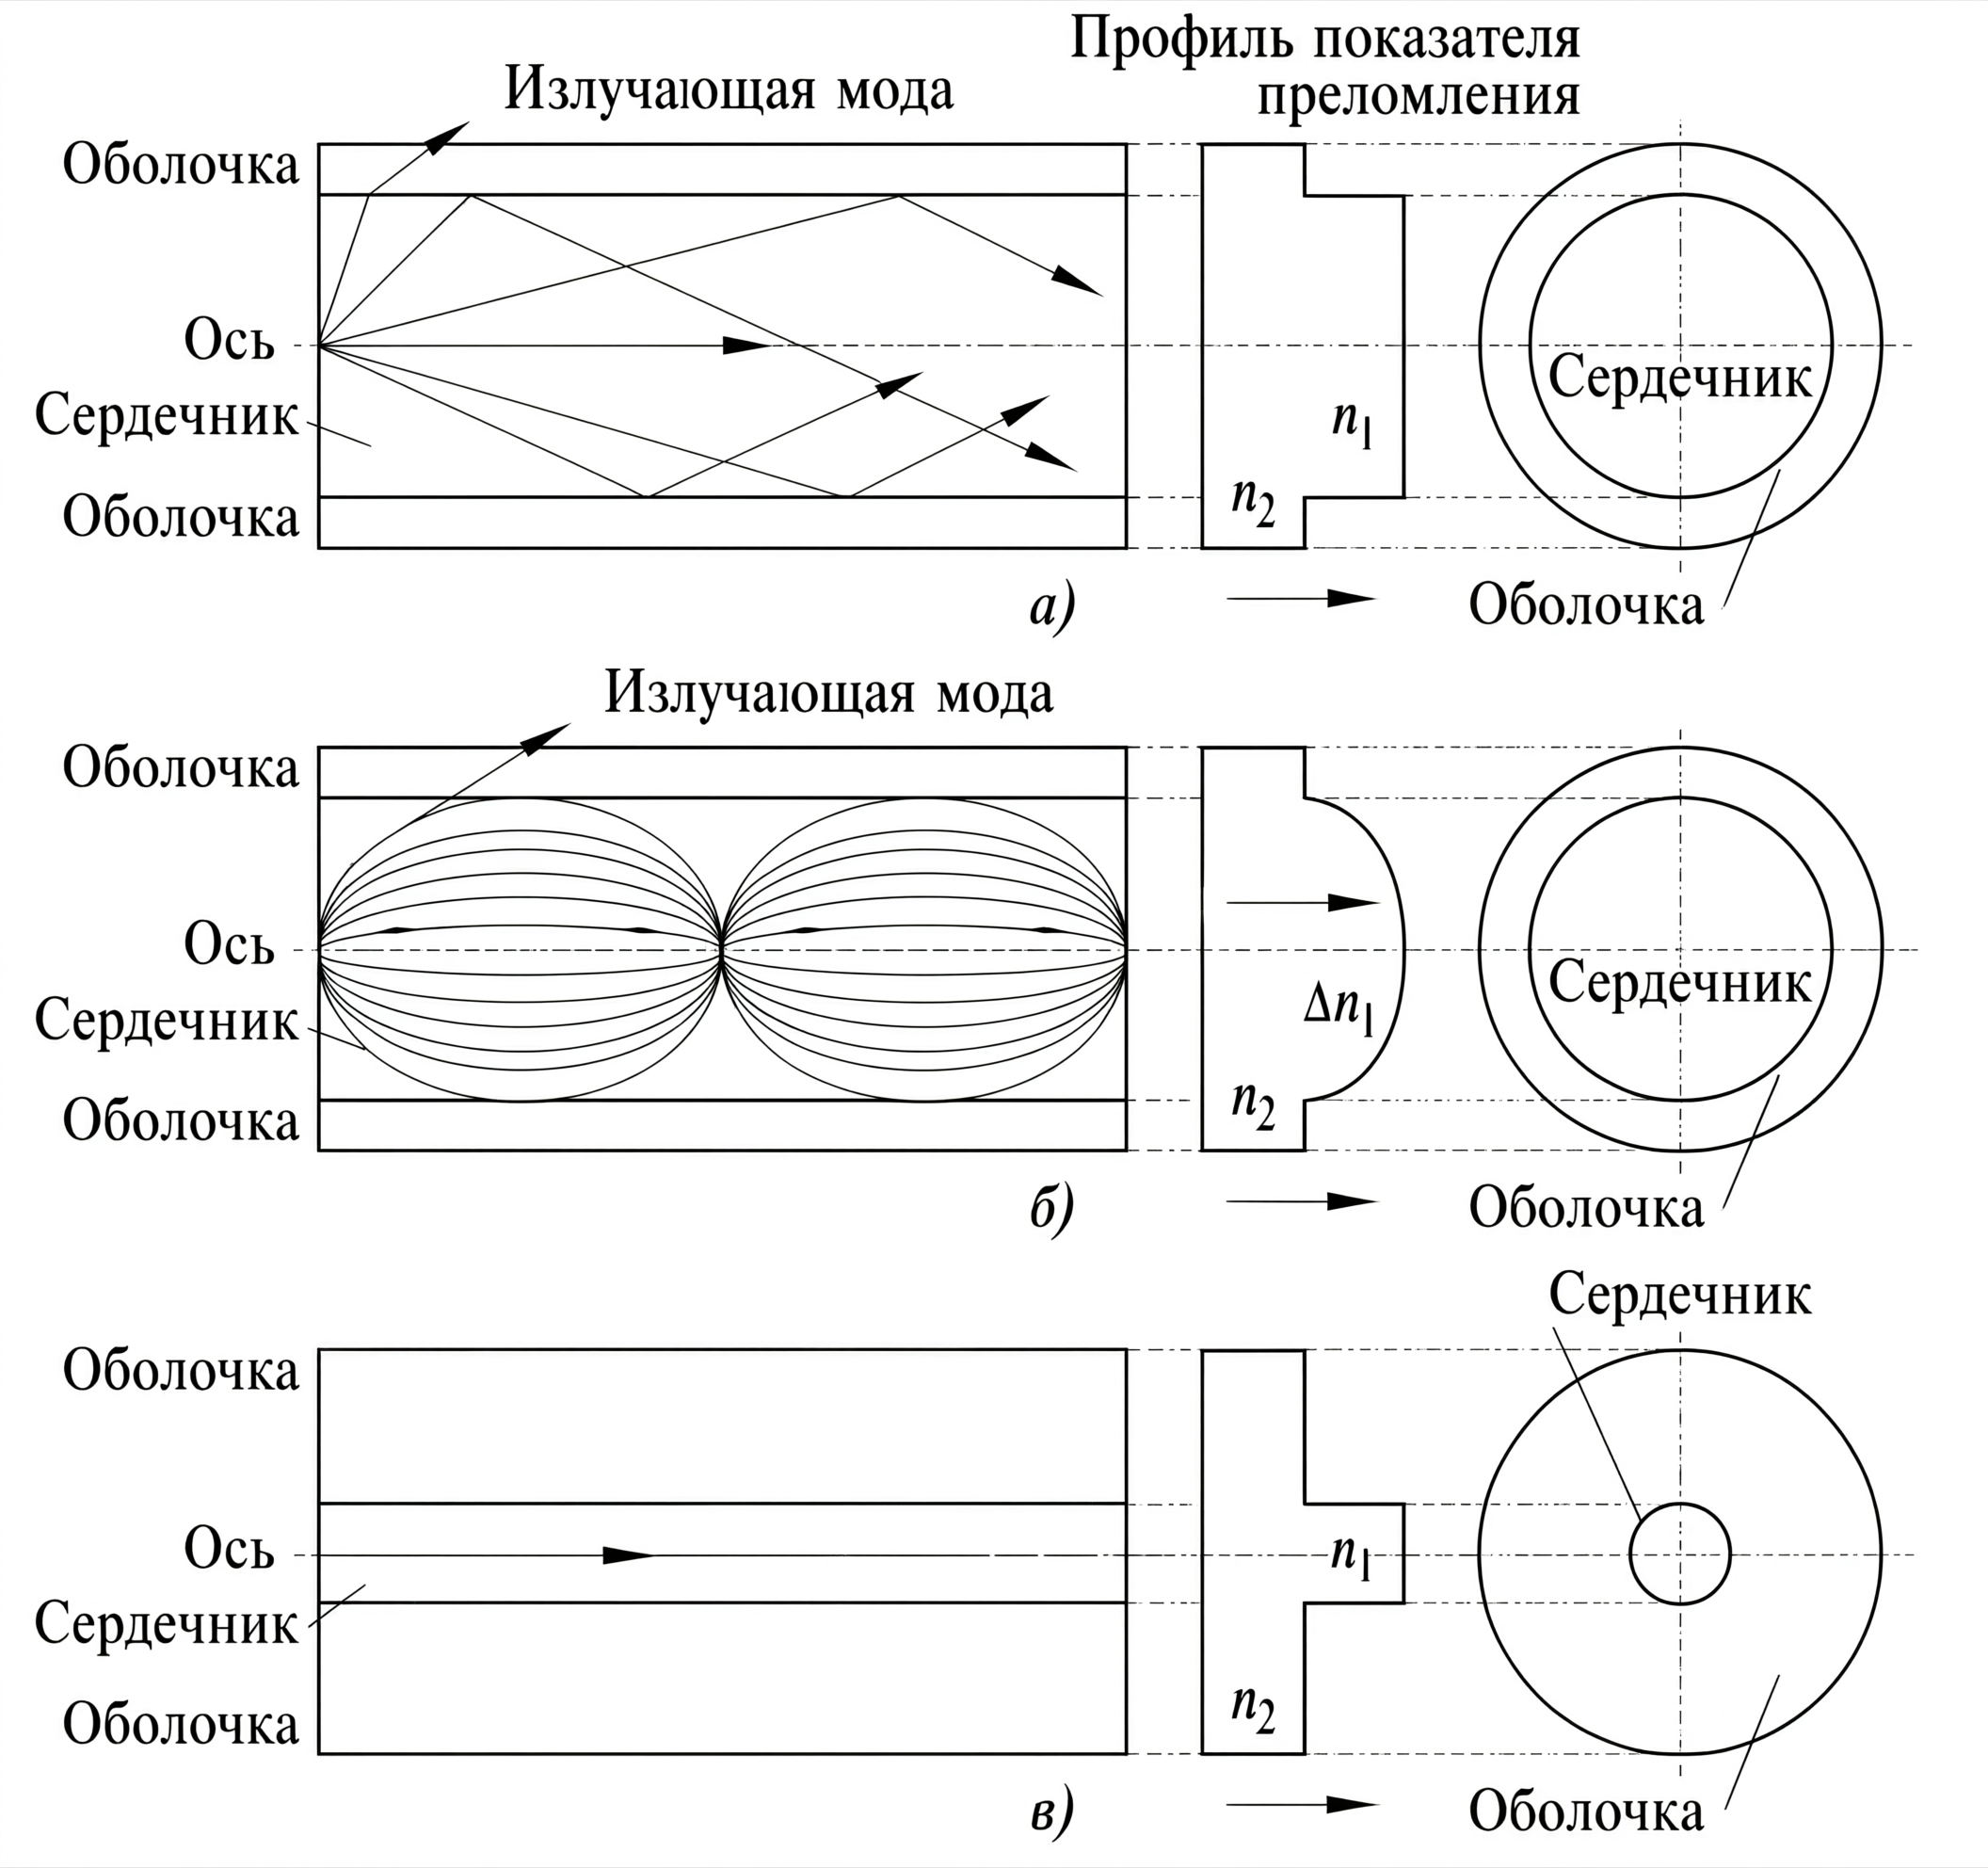 Профиль показателя
преломления
Излучающая мода
Оболочка
Ось
Сердечник
Сердечник
n1
n2
Оболочка
а)
Оболочка
Излучающая мода
Оболочка
Ось
Сердечник
Сердечник
Δn1
n2
Оболочка
б)
Оболочка
Сердечник
Оболочка
Ось
n1
Сердечник
n2
Оболочка
в)
Оболочка